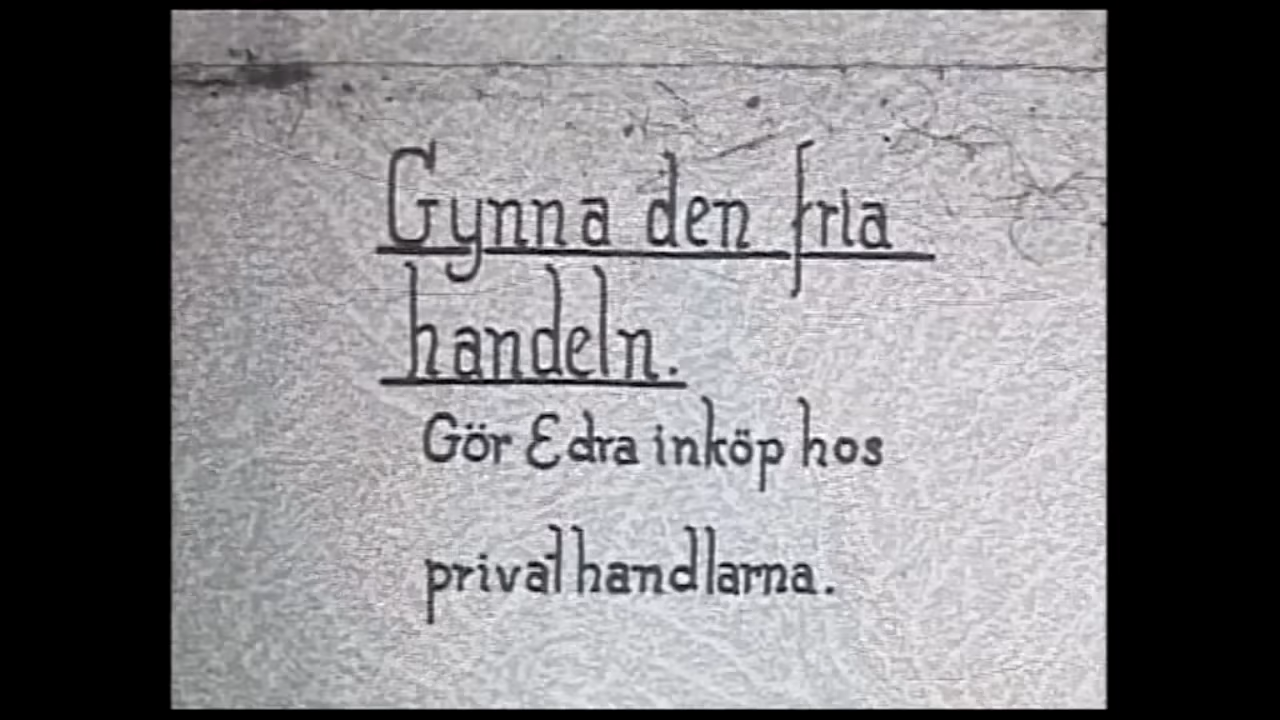 Gynna den fria
handeln.
Gör Edra inköp hos
privathandlarna.